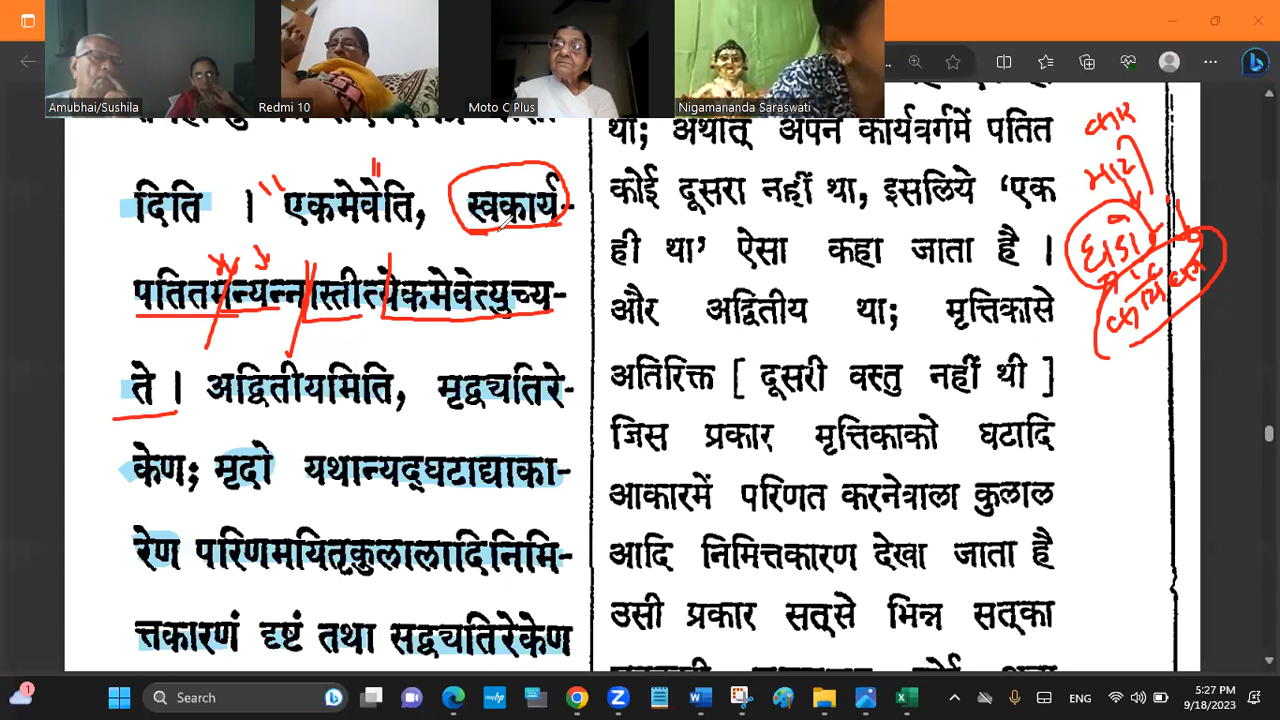 Amubhai/Sushila
Redmi 10
Moto C Plus
Nigamananda Saraswati
दिति । एकमेवेति, स्वकार्य-
पतितमन्यन्नास्तीत्येकमेवेत्युच्य-
ते । अद्वितीयमिति, मृद्व्यतिरे-
केण; मृदो यथान्यद्घटाद्याका-
रेण परिणमयितृकुलालादिनिमि-
त्तकारणं दृष्टं तथा सद्व्यतिरेकेण
था; अर्थात् अपने कार्यवर्गमें पतित
कोई दूसरा नहीं था, इसलिये ‘एक
ही था’ ऐसा कहा जाता है ।
और अद्वितीय था; मृत्तिकासे
अतिरिक्त [ दूसरी वस्तु नहीं थी ]
जिस प्रकार मृत्तिकाको घटादि
आकारमें परिणत करनेवाला कुलाल
आदि निमित्तकारण देखा जाता है
उसी प्रकार सत्से भिन्न सत्का
Search
ENG
5:27 PM
9/18/2023
1